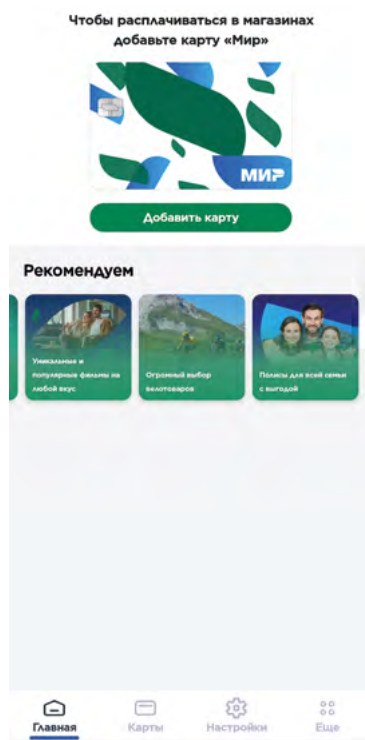 Чтобы расплачиваться в магазинах
добавьте карту «Мир»
МИР
Добавить карту
Рекомендуем
Уникальные и
популярные фильмы на
любой вкус
Огромный выбор
велотоваров
Полисы для всей семьи
с выгодой
Главная
Карты
Настройки
Еще